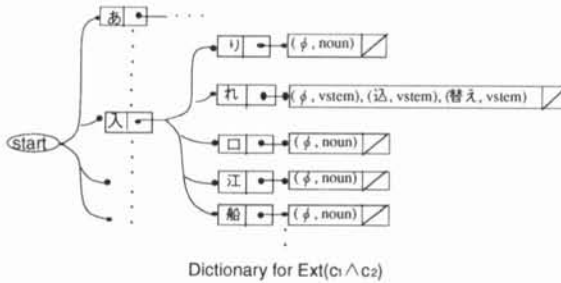 あ
り (ϕ, noun)
れ (ϕ, vstem), (込, vstem), (替え, vstem)
入
start
口 (ϕ, noun)
江 (ϕ, noun)
船 (ϕ, noun)
Dictionary for Ext(c₁∧c₂)